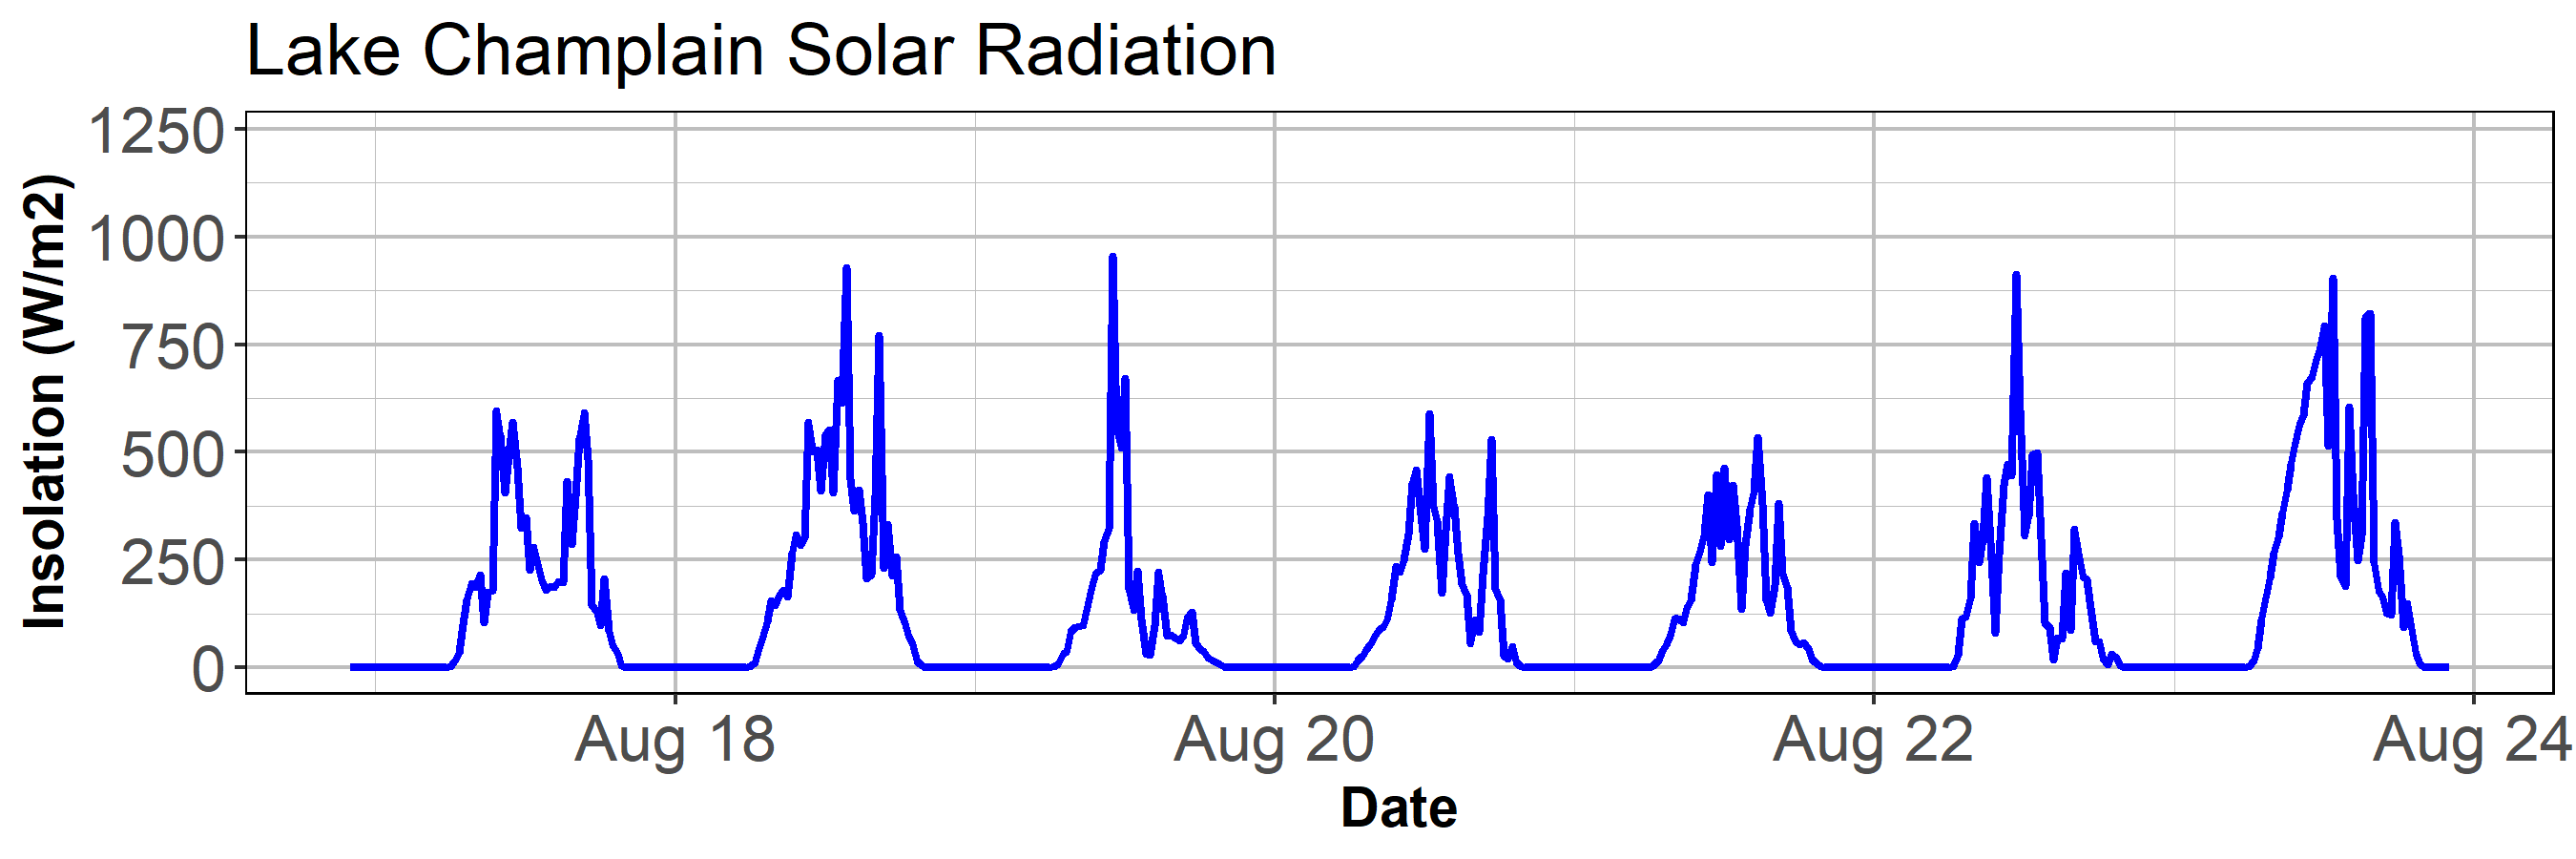 Lake Champlain Solar Radiation
Insolation (W/m2)
1250
1000
750
500
250
0
Aug 18
Aug 20
Aug 22
Aug 24
Date